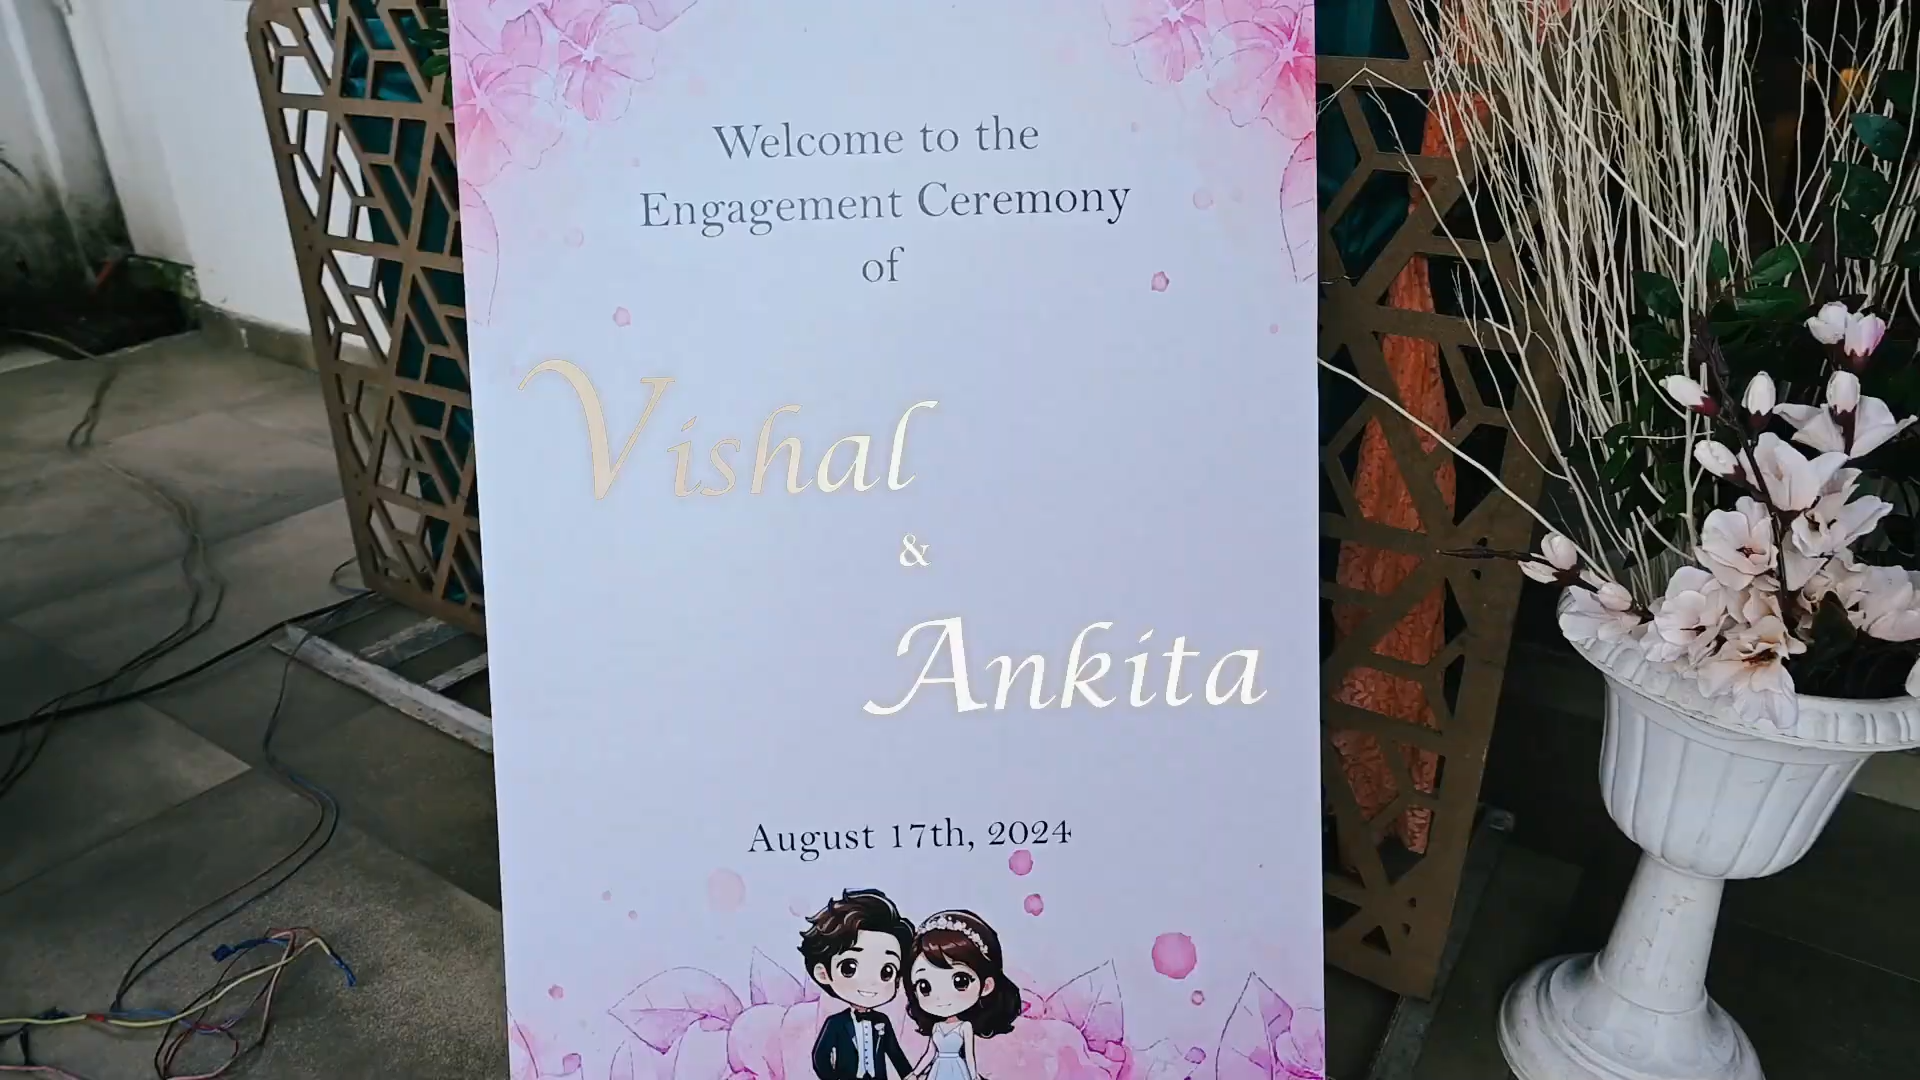 Welcome to the
Engagement Ceremony
of
Vishal
&
Ankita
August 17th, 2024